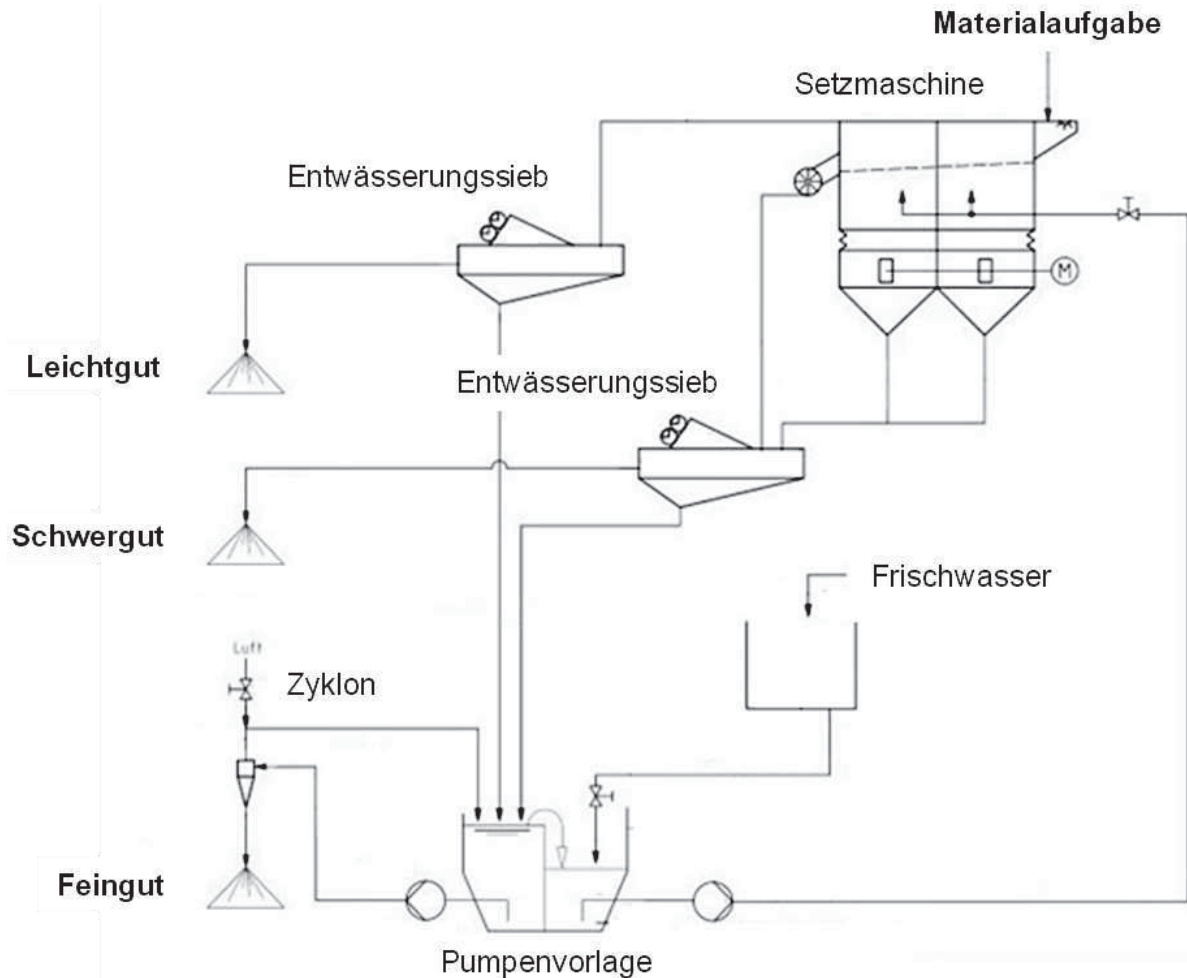 Materialaufgabe
Setzmaschine
Entwässerungssieb
M
Leichtgut
Entwässerungssieb
Schwergut
Frischwasser
Luft
Zyklon
Feingut
Pumpenvorlage